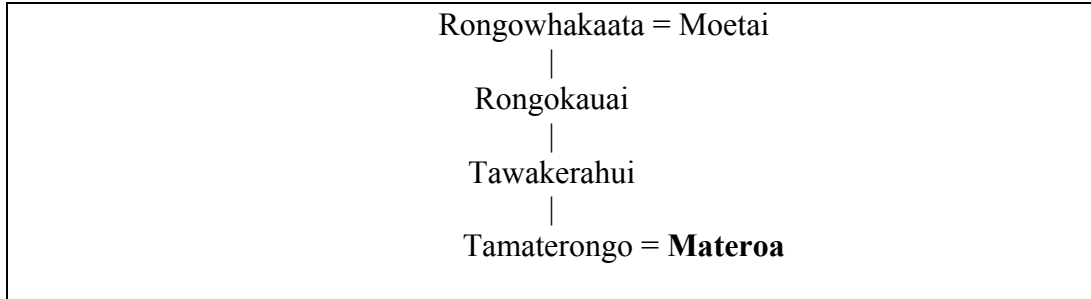 Rongowhakaata = Moetai
|
Rongokauai
|
Tawakerahui
|
Tamaterongo = Materoa